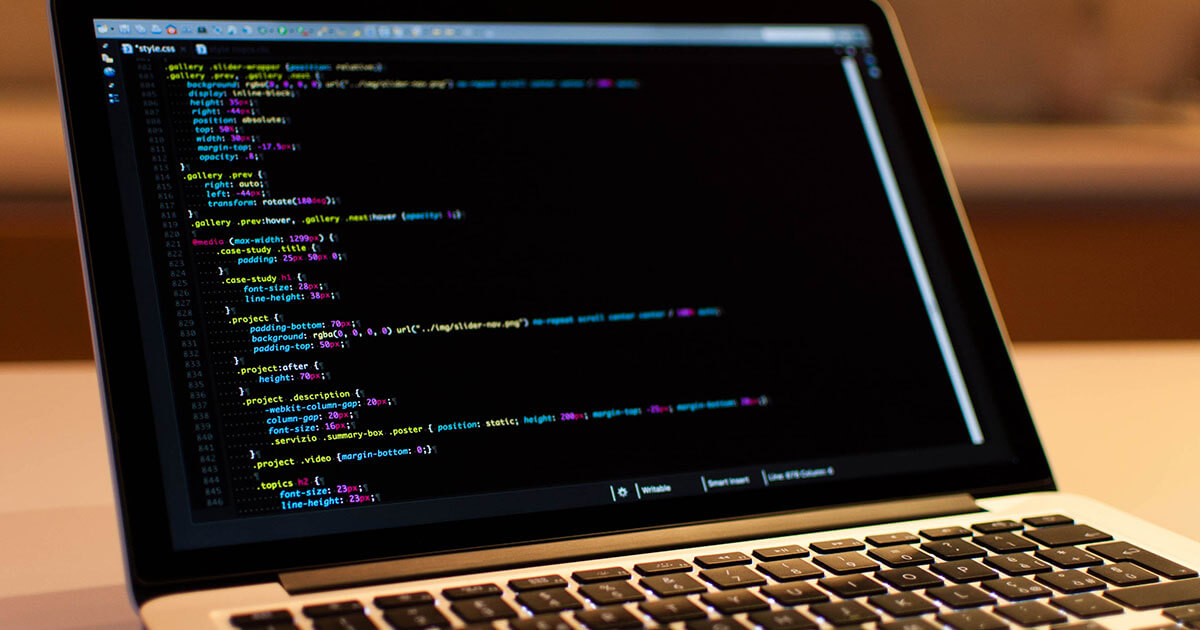 *style.css
.gallery .slider-wrapper {position: relative;}
803 .gallery .prev, .gallery .next {
background: rgba(0, 0, 0, 0) url("../img/slider-nav.png") no-repeat scroll center center /
805 display: inline-block;
806 height: 35px;
807 right: -44px;
808 position: absolute;
809 top: 50%;
810 width: 30px;
811 margin-top: -17.5px;
812 opacity: .8;
813 }
814 .gallery .prev {
815 right: auto;
816 left: -44px;
817 transform: rotate(180deg);
818 }
819 .gallery .prev:hover, .gallery .next:hover {opacity: 1;}
820
821 @media (max-width: 1299px) {
822 .case-study .title {
823 padding: 25px 50px 0;
824 }
825 .case-study h1 {
826 font-size: 28px;
827 line-height: 38px;
828 }
829 .project {
830 padding-bottom: 70px;
831 background: rgba(0, 0, 0, 0) url("../img/slider-nav.png") no-repeat scroll center center /
832 padding-top: 50px;
833 }
834 .project:after {
835 height: 70px;
836 }
837 .project .description {
838 -webkit-column-gap: 20px;
839 column-gap: 20px;
840 font-size: 16px;
841 .servizio .summary-box .poster { position: static; height: 200px; margin-top: -25px; margin-bottom:
842 }
843 .project .video {margin-bottom: 0;}
844 .topics h2 {
845 font-size: 23px;
846 line-height: 23px;
Writable
Smart Insert